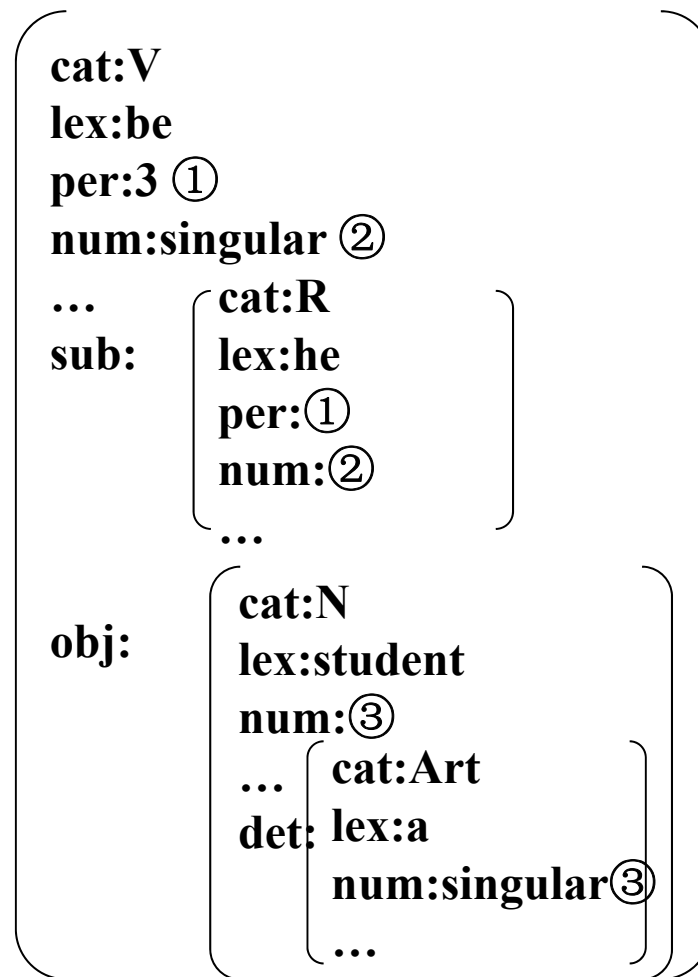 cat:V
lex:be
per:3 ①
num:singular ②
…
cat:R
sub:
lex:he
per:①
num:②
…
obj:
cat:N
lex:student
num:③
…
det:
cat:Art
lex:a
num:singular③
…